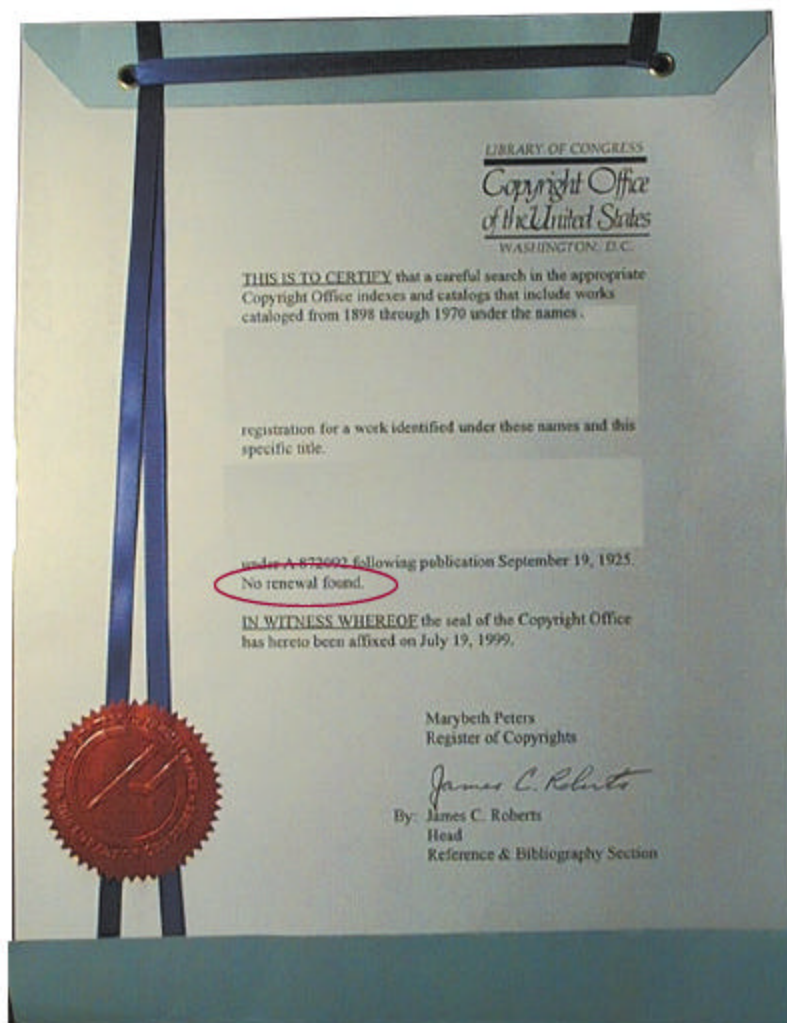 LIBRARY OF CONGRESS
Copyright Office
of the United States
WASHINGTON, D.C.
THIS IS TO CERTIFY that a careful search in the appropriate
Copyright Office indexes and catalogs that include works
cataloged from 1898 through 1970 under the names .
registration for a work identified under these names and this
specific title.
under A 872092 following publication September 19, 1925.
No renewal found.
IN WITNESS WHEREOF the seal of the Copyright Office
has hereto been affixed on July 19, 1999.
Marybeth Peters
Register of Copyrights
James C. Roberts
By: James C. Roberts
Head
Reference & Bibliography Section